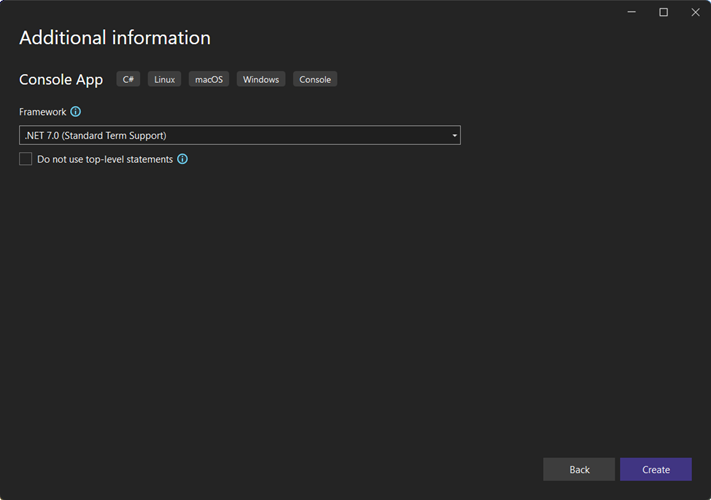 Additional information
Console App C# Linux macOS Windows Console
Framework
.NET 7.0 (Standard Term Support)
Do not use top-level statements
Back Create